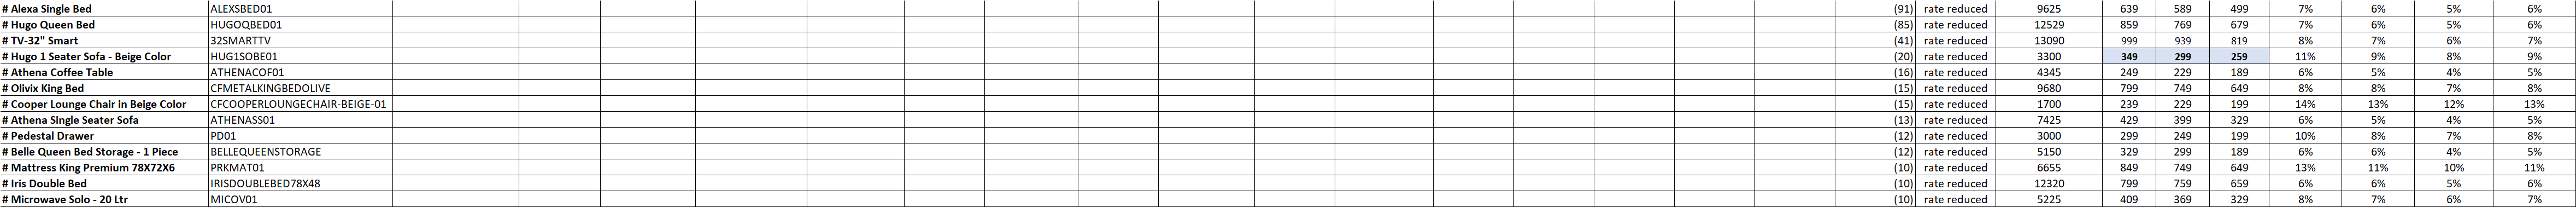 # Alexa Single Bed ALEXSBED01 (91) rate reduced 9625 639 589 499 7% 6% 5% 6%
# Hugo Queen Bed HUGOQBED01 (85) rate reduced 12529 859 769 679 7% 6% 5% 6%
# TV-32" Smart 32SMARTTV (41) rate reduced 13090 999 939 819 8% 7% 6% 7%
# Hugo 1 Seater Sofa - Beige Color HUG1SOBE01 (20) rate reduced 3300 349 299 259 11% 9% 8% 9%
# Athena Coffee Table ATHENACOF01 (16) rate reduced 4345 249 229 189 6% 5% 4% 5%
# Olivix King Bed CFMETALKINGBEDOLIVE (15) rate reduced 9680 799 749 649 8% 8% 7% 8%
# Cooper Lounge Chair in Beige Color CFCOOPERLOUNGECHAIR-BEIGE-01 (15) rate reduced 1700 239 229 199 14% 13% 12% 13%
# Athena Single Seater Sofa ATHENASS01 (13) rate reduced 7425 429 399 329 6% 5% 4% 5%
# Pedestal Drawer PD01 (12) rate reduced 3000 299 249 199 10% 8% 7% 8%
# Belle Queen Bed Storage - 1 Piece BELLEQUEENSTORAGE (12) rate reduced 5150 329 299 189 6% 6% 4% 5%
# Mattress King Premium 78X72X6 PRKMAT01 (10) rate reduced 6655 849 749 649 13% 11% 10% 11%
# Iris Double Bed IRISDOUBLEBED78X48 (10) rate reduced 12320 799 759 659 6% 6% 5% 6%
# Microwave Solo - 20 Ltr MICOV01 (10) rate reduced 5225 409 369 329 8% 7% 6% 7%